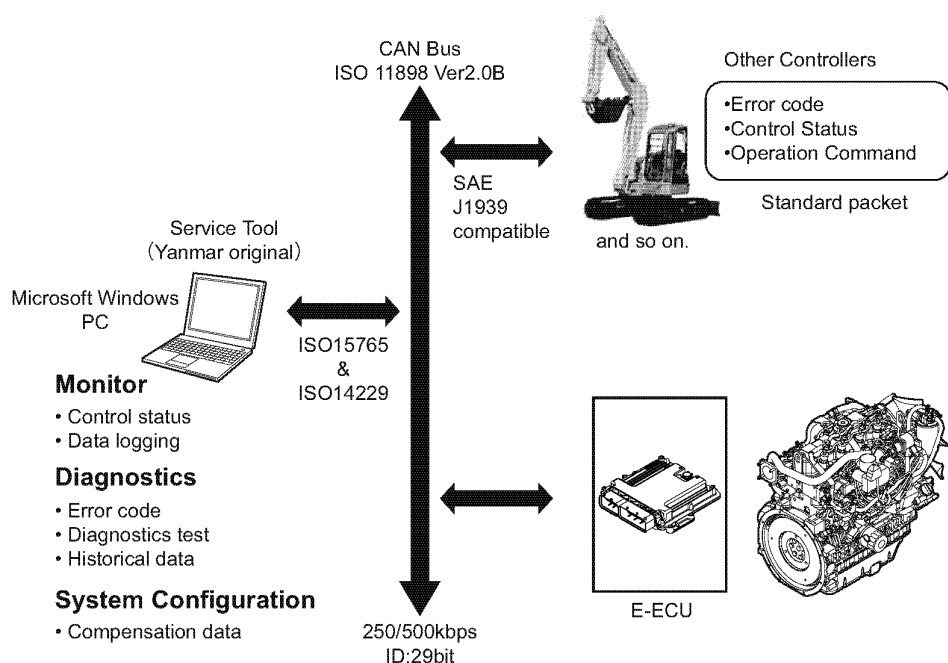 CAN Bus
ISO 11898 Ver2.0B
Other Controllers
•Error code
•Control Status
•Operation Command
Standard packet
SAE
J1939
compatible
and so on.
Service Tool
(Yanmar original)
Microsoft Windows
PC
ISO15765
&
ISO14229
Monitor
• Control status
• Data logging
Diagnostics
• Error code
• Diagnostics test
• Historical data
System Configuration
• Compensation data
E-ECU
250/500kbps
ID:29bit